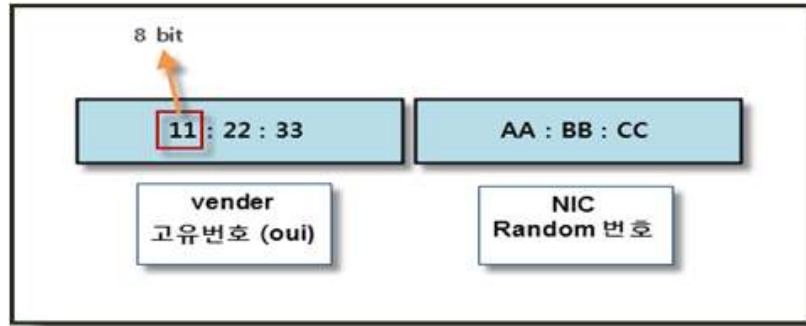 8 bit
11 : 22 : 33
AA : BB : CC
vender
고유번호 (oui)
NIC
Random 번호